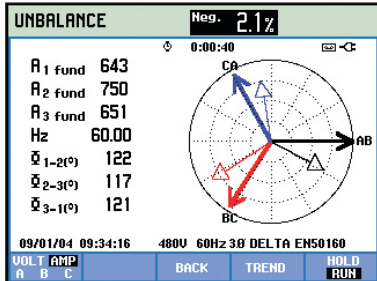 UNBALANCE Neg. 2.1%
0:00:40
A1 fund 643
A2 fund 750
A3 fund 651
Hz 60.00
Φ1-2(°) 122
Φ2-3(°) 117
Φ3-1(°) 121
CA
AB
BC
09/01/04 09:34:16 480V 60Hz 3Ø DELTA EN50160
VOLT AMP
A B C
BACK
TREND
HOLD
RUN